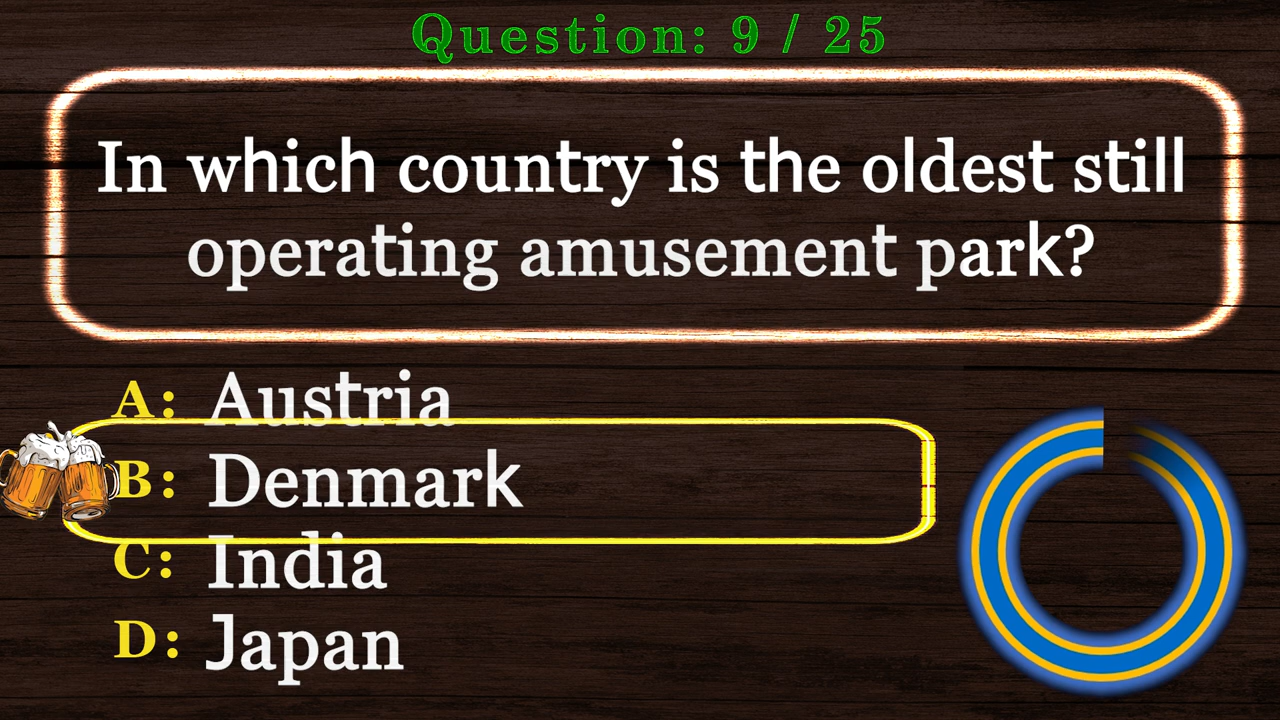 Question: 9 / 25
In which country is the oldest still
operating amusement park?
A: Austria
B: Denmark
C: India
D: Japan